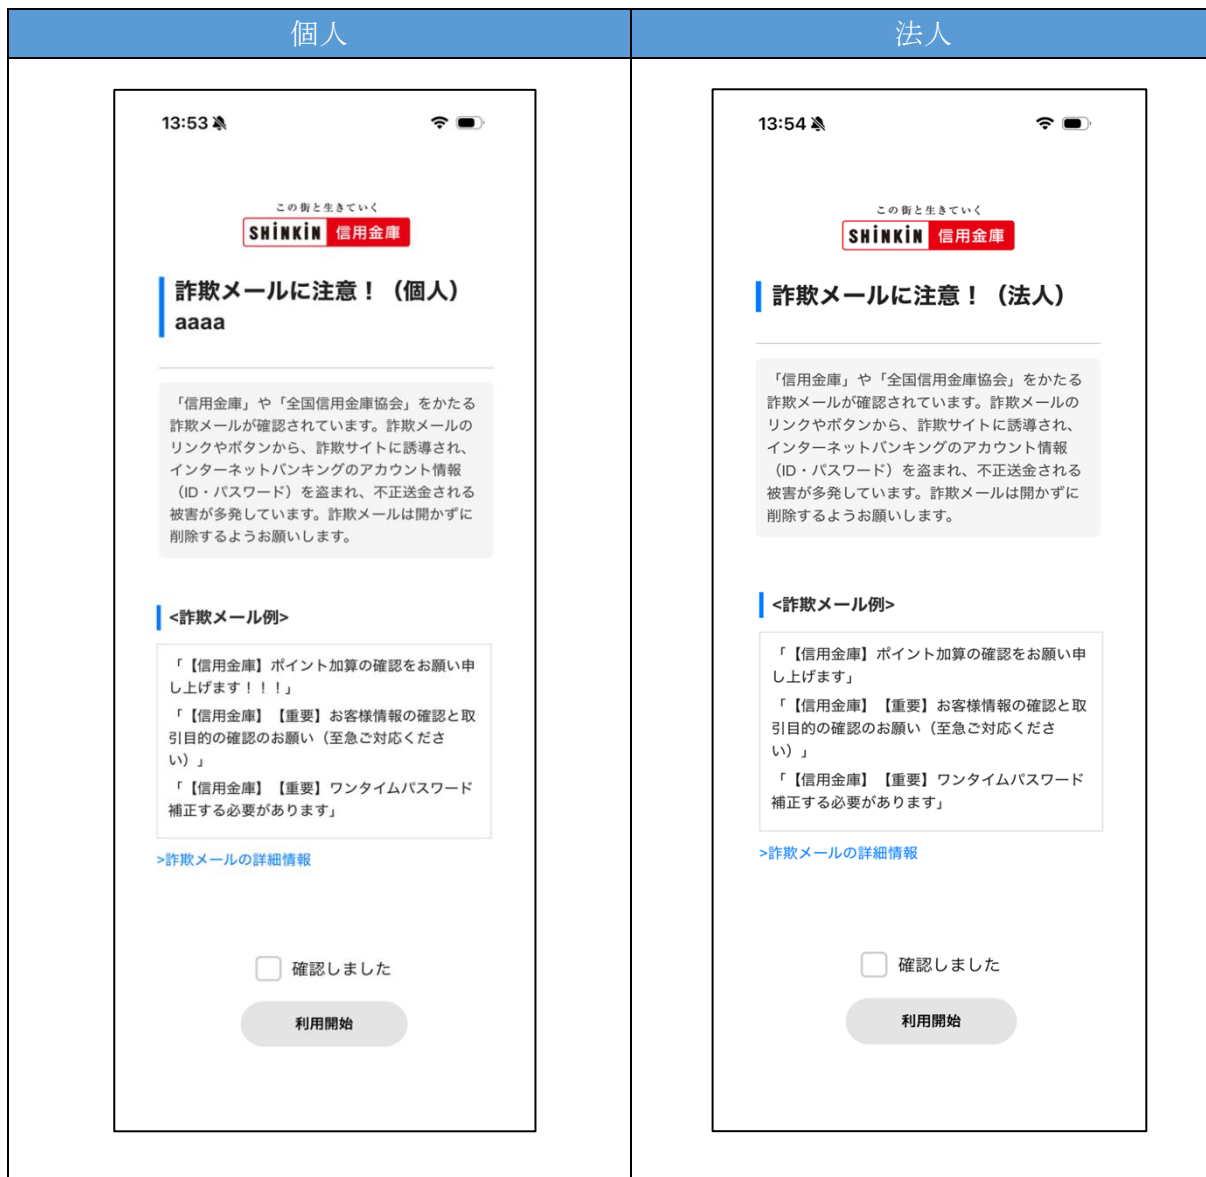 個人
13:53
この街と生きていく
SHINKIN 信用金庫
詐欺メールに注意！（個人）
aaaa
「信用金庫」や「全国信用金庫協会」をかたる
詐欺メールが確認されています。詐欺メールの
リンクやボタンから、詐欺サイトに誘導され、
インターネットバンキングのアカウント情報
（ID・パスワード）を盗まれ、不正送金される
被害が多発しています。詐欺メールは開かずに
削除するようお願いします。
<詐欺メール例>
「【信用金庫】ポイント加算の確認をお願い申
し上げます！！！」
「【信用金庫】【重要】お客様情報の確認と取
引目的の確認のお願い（至急ご対応くださ
い）」
「【信用金庫】【重要】ワンタイムパスワード
補正する必要があります」
>詐欺メールの詳細情報
確認しました
利用開始
法人
13:54
この街と生きていく
SHINKIN 信用金庫
詐欺メールに注意！（法人）
「信用金庫」や「全国信用金庫協会」をかたる
詐欺メールが確認されています。詐欺メールの
リンクやボタンから、詐欺サイトに誘導され、
インターネットバンキングのアカウント情報
（ID・パスワード）を盗まれ、不正送金される
被害が多発しています。詐欺メールは開かずに
削除するようお願いします。
<詐欺メール例>
「【信用金庫】ポイント加算の確認をお願い申
し上げます」
「【信用金庫】【重要】お客様情報の確認と取
引目的の確認のお願い（至急ご対応くださ
い）」
「【信用金庫】【重要】ワンタイムパスワード
補正する必要があります」
>詐欺メールの詳細情報
確認しました
利用開始